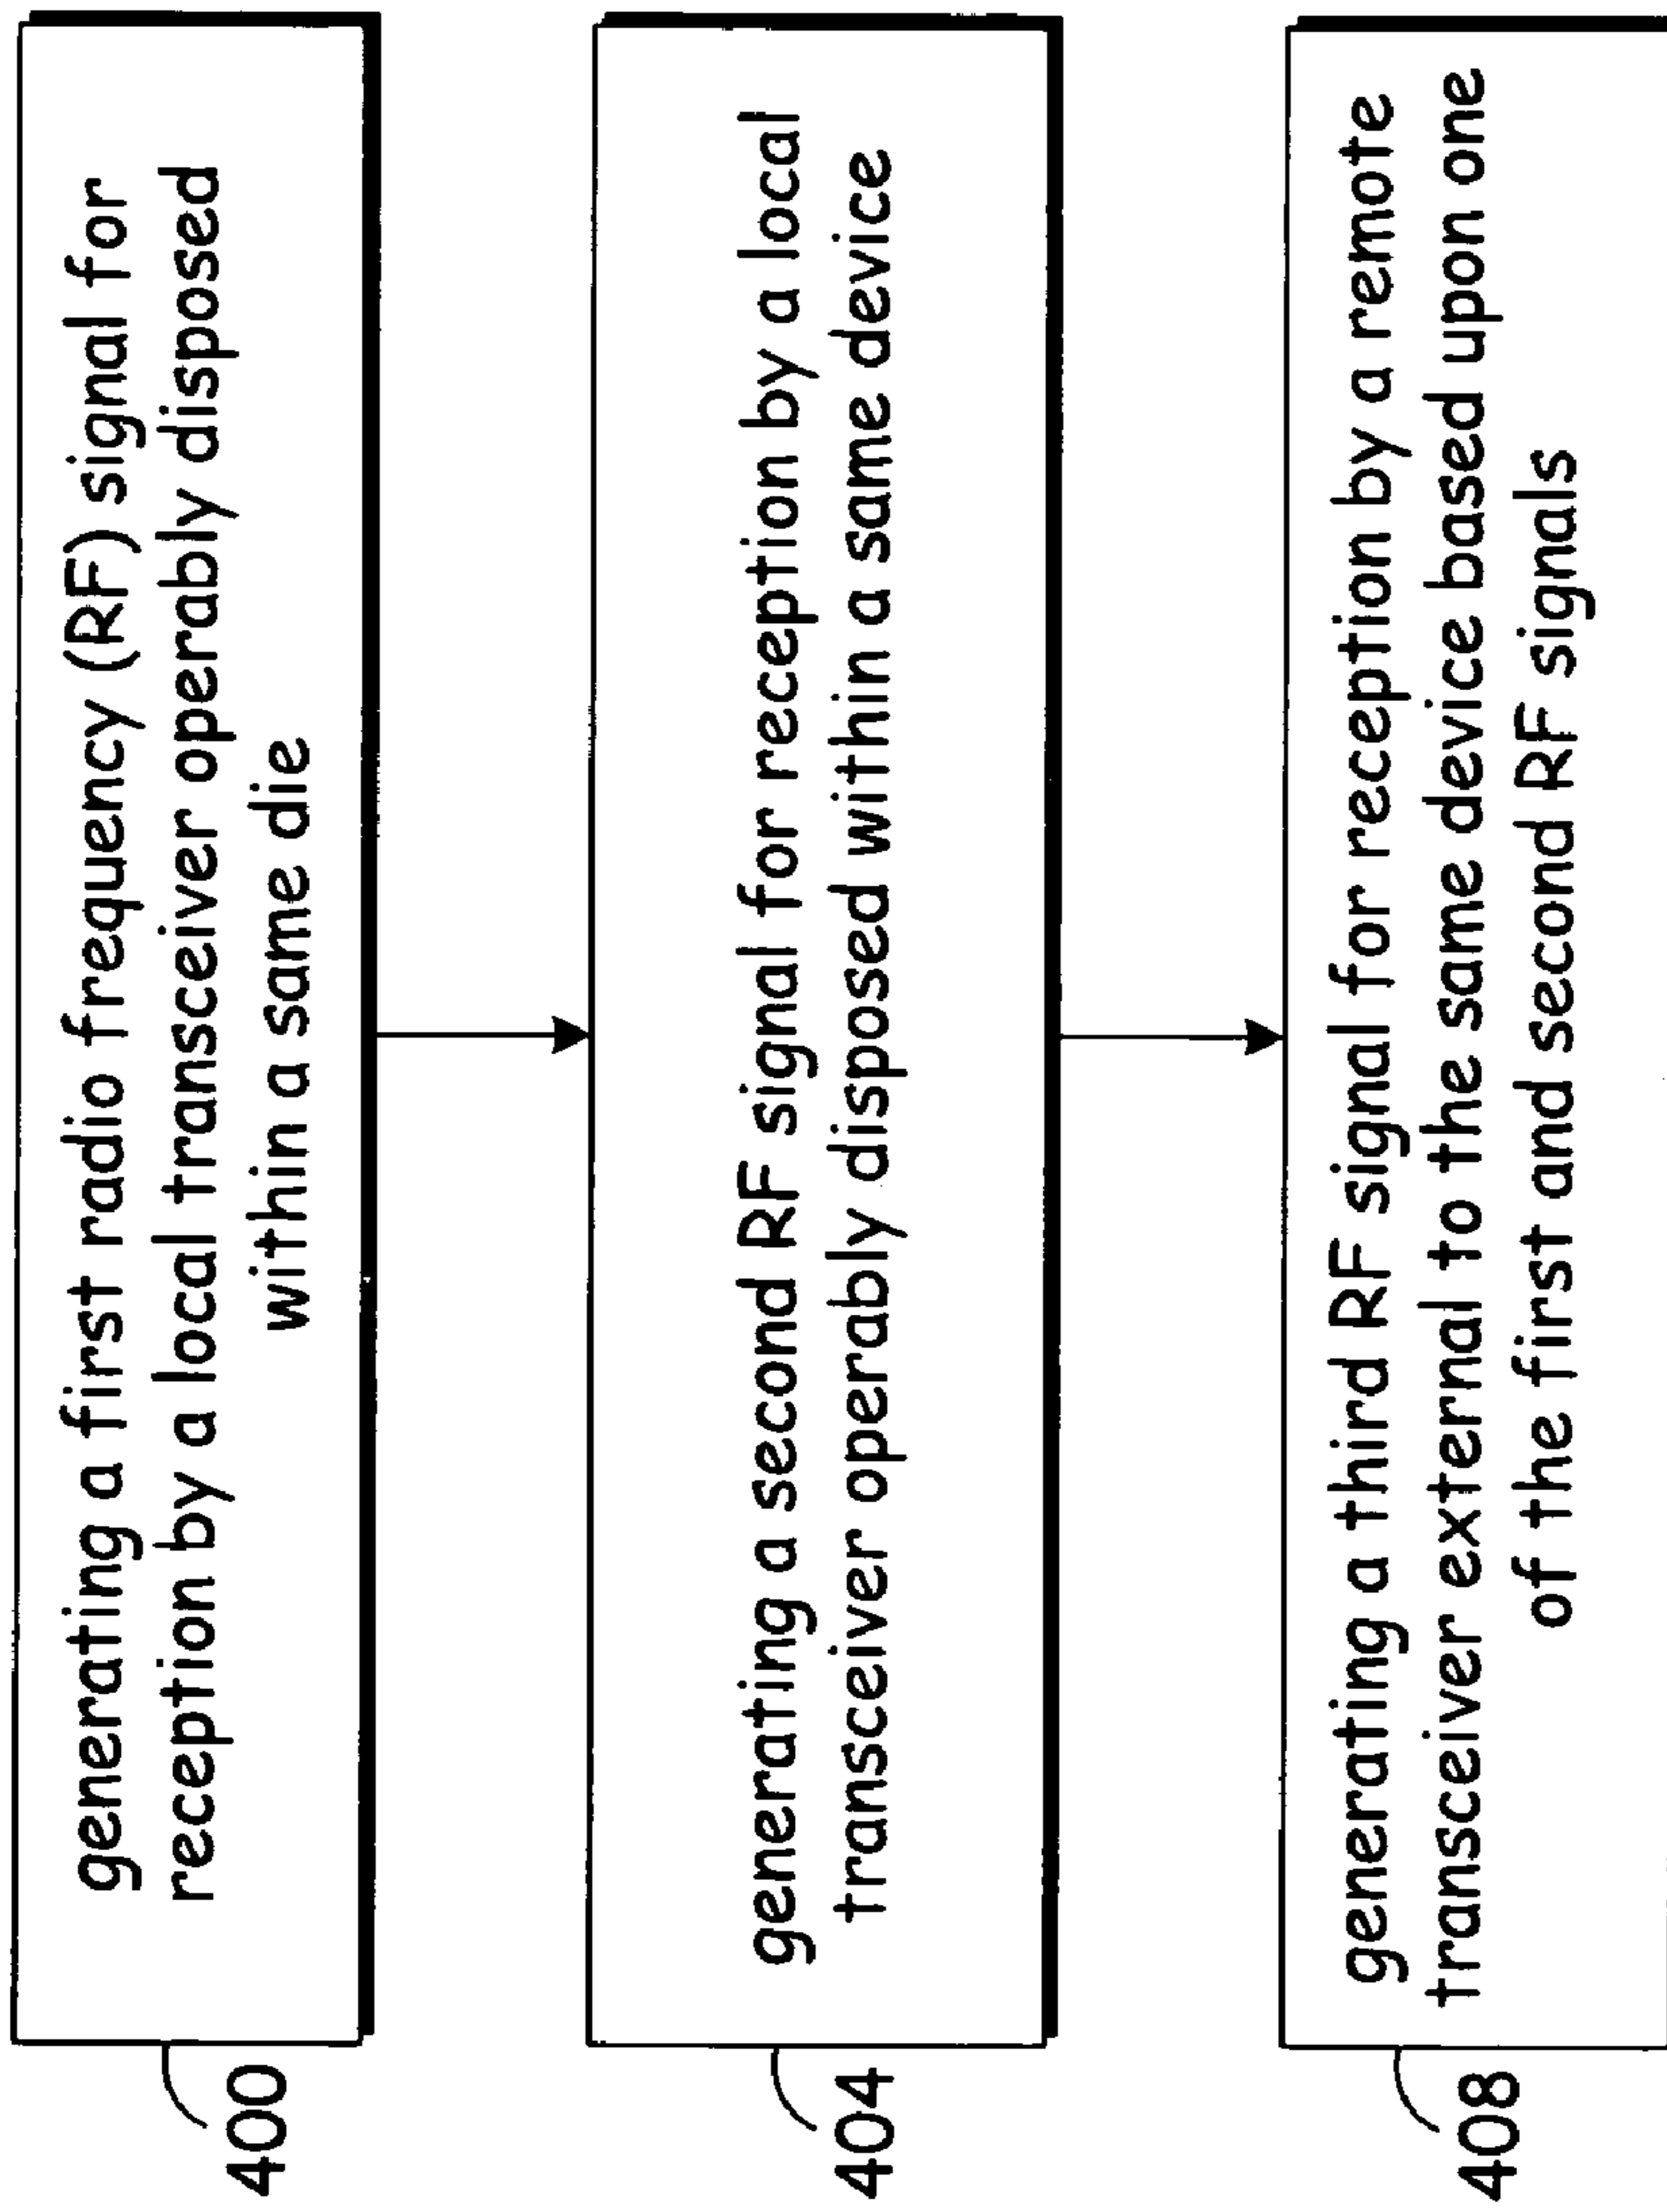 generating a first radio frequency (RF) signal for
reception by a local transceiver operably disposed
within a same die
400
generating a second RF signal for reception by a local
transceiver operably disposed within a same device
404
generating a third RF signal for reception by a remote
transceiver external to the same device based upon one
of the first and second RF signals
408